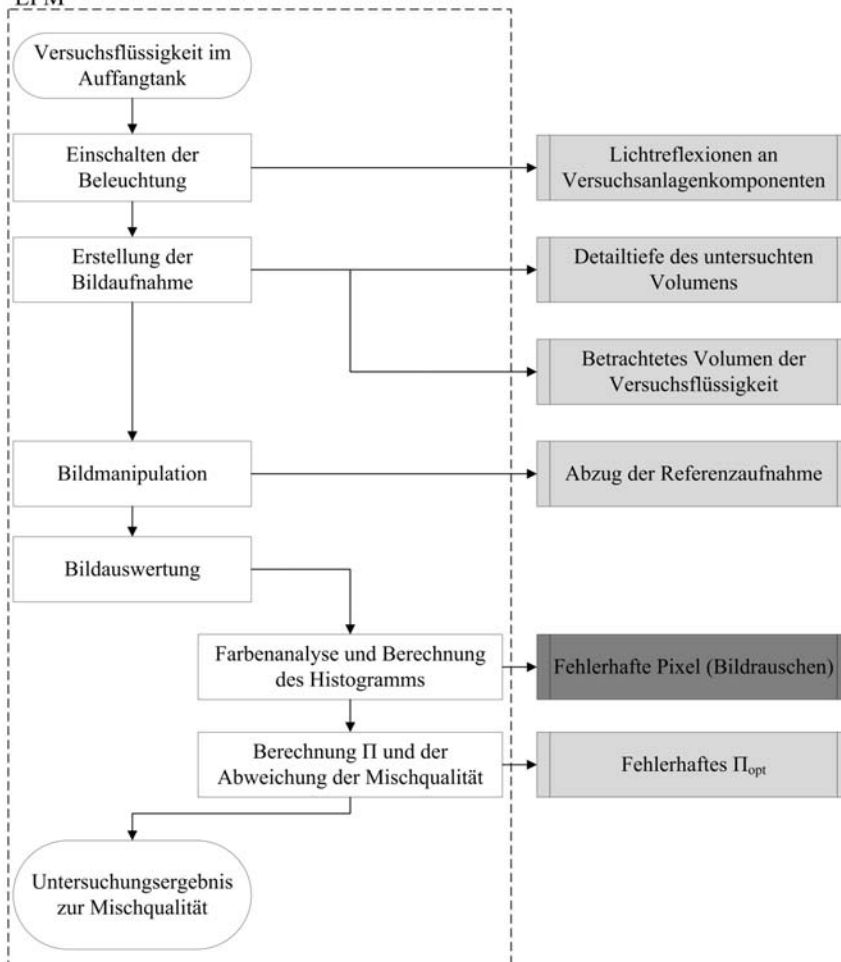 Versuchsflüssigkeit im
Auffangtank
Einschalten der
Beleuchtung
Lichtreflexionen an
Versuchsanlagenkomponenten
Erstellung der
Bildaufnahme
Detailtiefe des untersuchten
Volumens
Betrachtetes Volumen der
Versuchsflüssigkeit
Bildmanipulation
Abzug der Referenzaufnahme
Bildauswertung
Farbenanalyse und Berechnung
des Histogramms
Fehlerhafte Pixel (Bildrauschen)
Berechnung Π und der
Abweichung der Mischqualität
Fehlerhaftes Πopt
Untersuchungsergebnis
zur Mischqualität